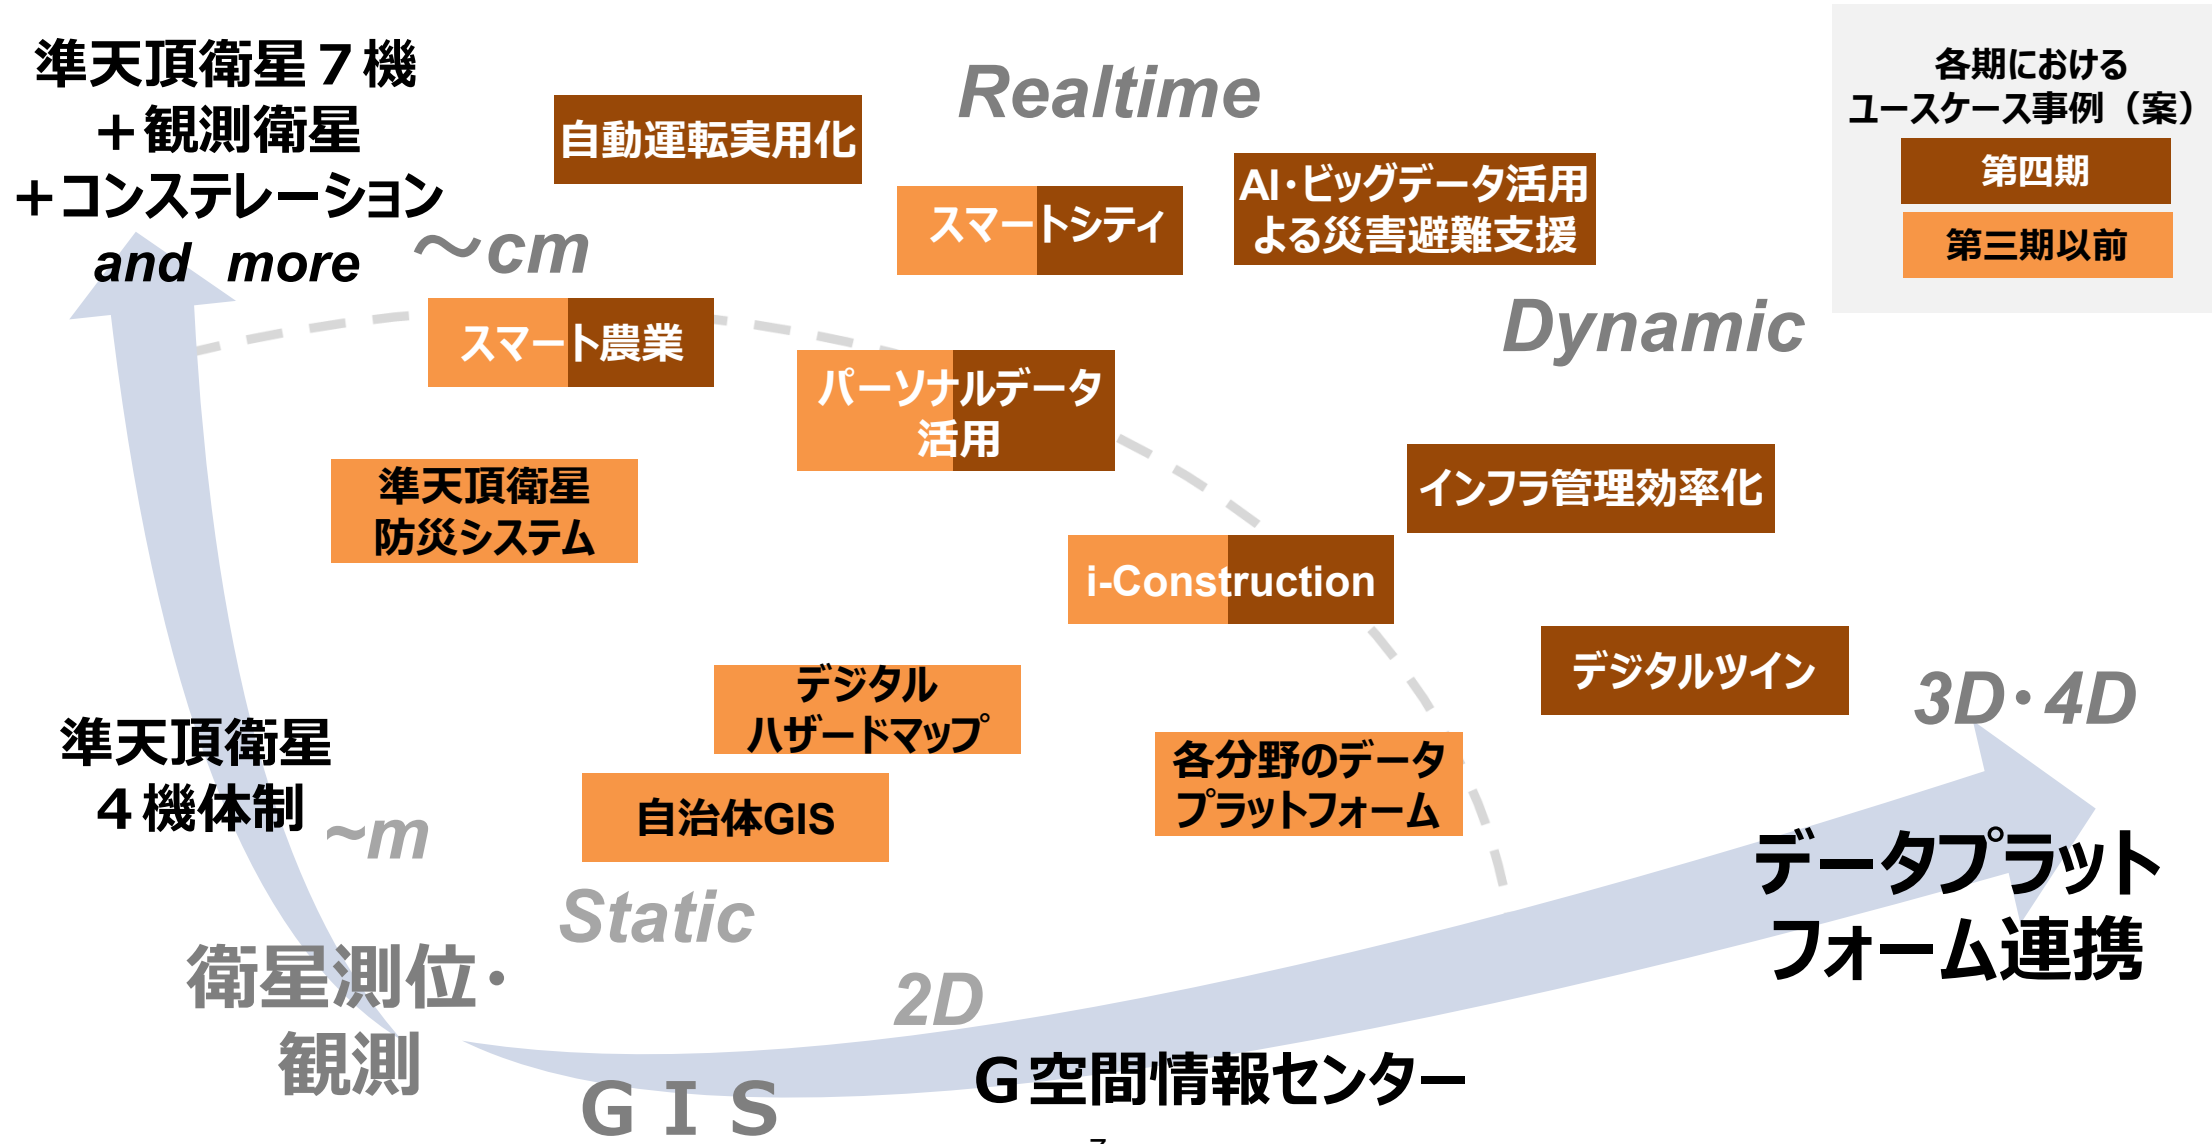 準天頂衛星７機
＋観測衛星
＋コンステレーション
and more
Realtime
各期における
ユースケース事例（案）
第四期
第三期以前
自動運転実用化
スマートシティ
AI・ビッグデータ活用
よる災害避難支援
～cm
スマート農業
Dynamic
パーソナルデータ
活用
準天頂衛星
防災システム
インフラ管理効率化
i-Construction
デジタルツイン
3D・4D
デジタル
ハザードマップ
準天頂衛星
４機体制
各分野のデータ
プラットフォーム
自治体GIS
~m
データプラット
フォーム連携
Static
衛星測位・
観測
2D
Ｇ空間情報センター
ＧＩＳ